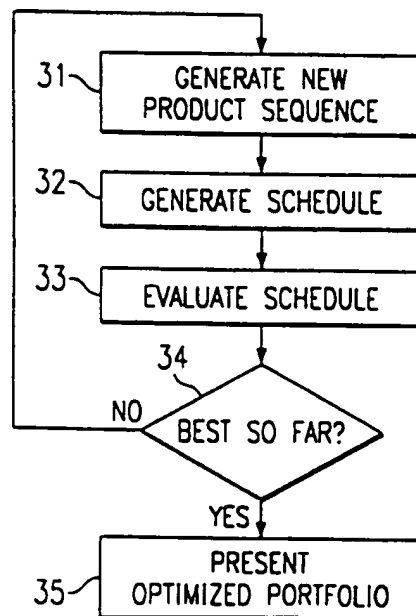 31
GENERATE NEW
PRODUCT SEQUENCE
32
GENERATE SCHEDULE
33
EVALUATE SCHEDULE
34
NO
BEST SO FAR?
YES
35
PRESENT
OPTIMIZED PORTFOLIO